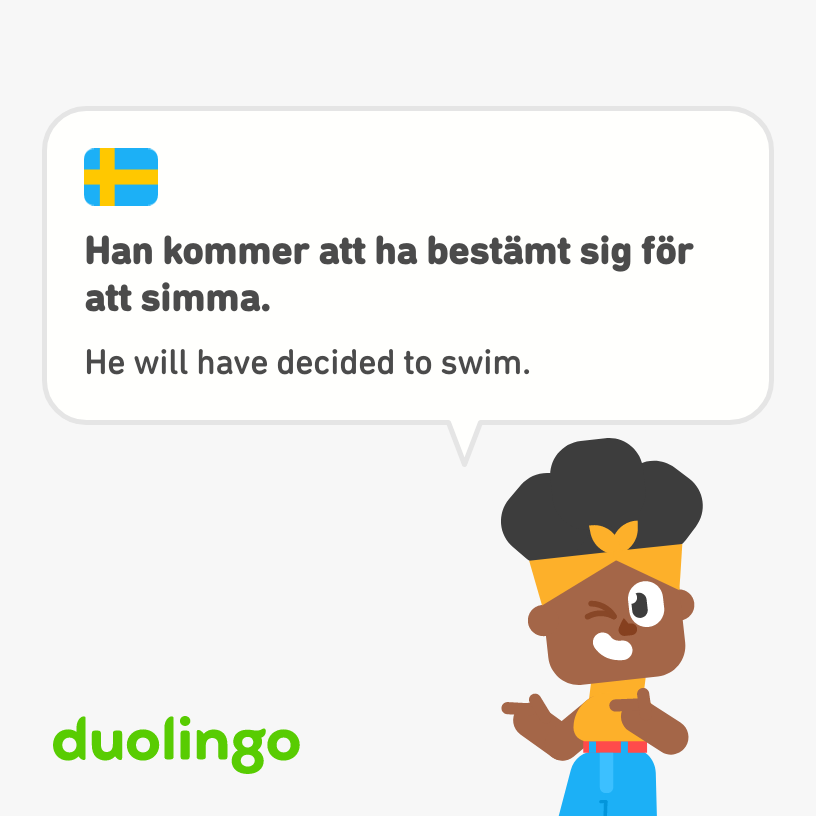 Han kommer att ha bestämt sig för
att simma.
He will have decided to swim.
duolingo